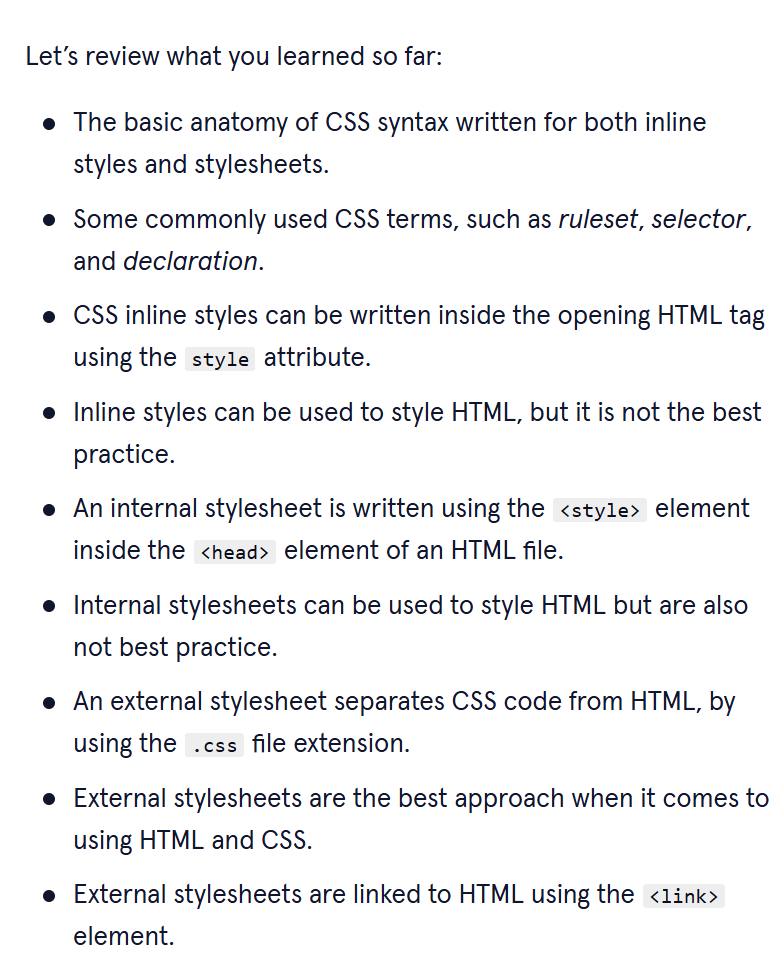 Let’s review what you learned so far:
● The basic anatomy of CSS syntax written for both inline
styles and stylesheets.
● Some commonly used CSS terms, such as ruleset, selector,
and declaration.
● CSS inline styles can be written inside the opening HTML tag
using the style attribute.
● Inline styles can be used to style HTML, but it is not the best
practice.
● An internal stylesheet is written using the <style> element
inside the <head> element of an HTML file.
● Internal stylesheets can be used to style HTML but are also
not best practice.
● An external stylesheet separates CSS code from HTML, by
using the .css file extension.
● External stylesheets are the best approach when it comes to
using HTML and CSS.
● External stylesheets are linked to HTML using the <link>
element.